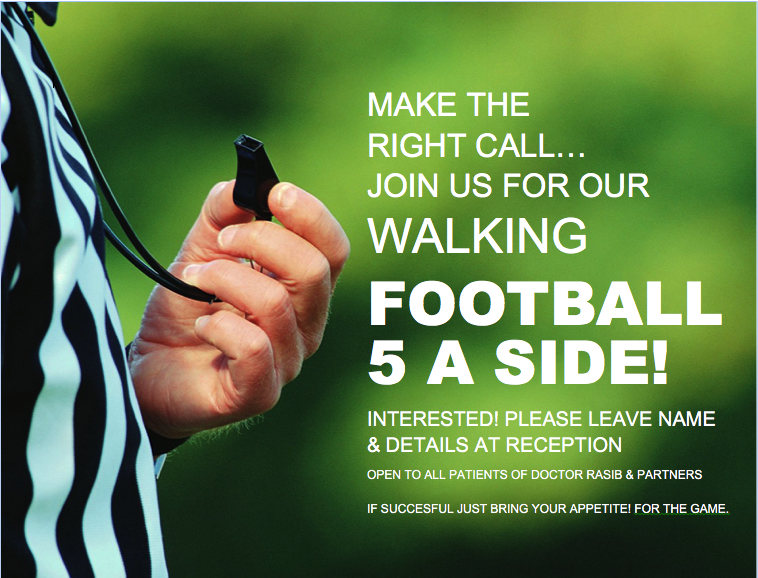 MAKE THE
RIGHT CALL…
JOIN US FOR OUR
WALKING
FOOTBALL
5 A SIDE!
INTERESTED! PLEASE LEAVE NAME
& DETAILS AT RECEPTION
OPEN TO ALL PATIENTS OF DOCTOR RASIB & PARTNERS
IF SUCCESFUL JUST BRING YOUR APPETITE! FOR THE GAME.